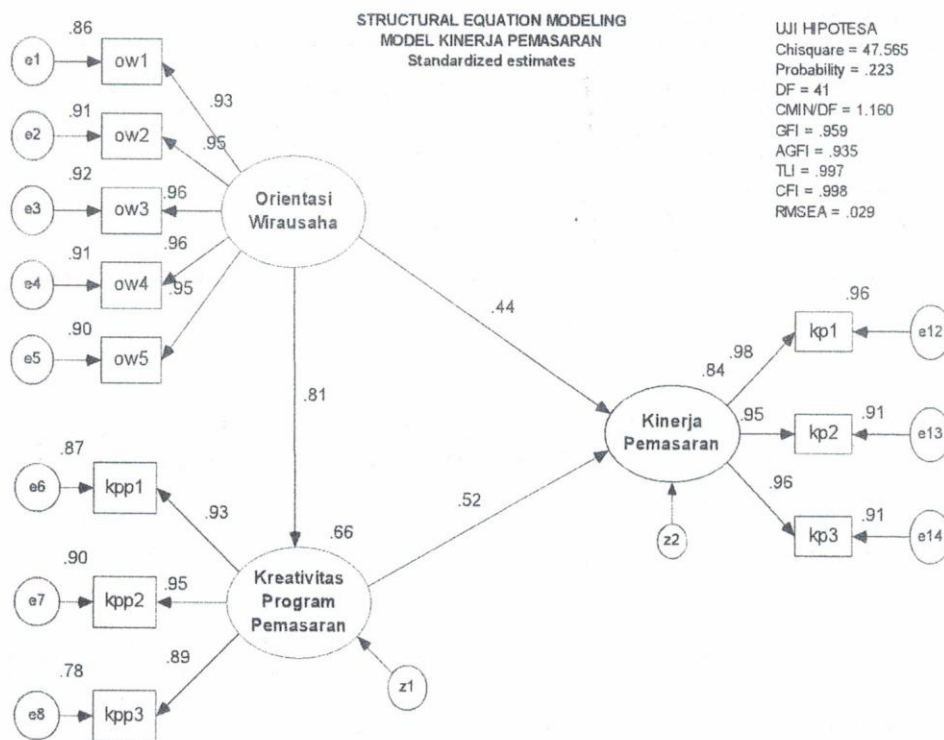 STRUCTURAL EQUATION MODELING
MODEL KINERJA PEMASARAN
Standardized estimates
UJI HIPOTESA
Chisquare = 47.565
Probability = .223
DF = 41
CMIN/DF = 1.160
GFI = .959
AGFI = .935
TLI = .997
CFI = .998
RMSEA = .029
.86
e1
ow1
.93
.91
e2
ow2
.95
.92
e3
ow3
.96
.91
e4
ow4
.96
.90
e5
ow5
.95
Orientasi
Wirausaha
.44
.81
.87
e6
kpp1
.93
.90
e7
kpp2
.95
.78
e8
kpp3
.89
.66
Kreativitas
Program
Pemasaran
z1
.52
.84
Kinerja
Pemasaran
z2
.98
.96
kp1
e12
.95
.91
kp2
e13
.96
.91
kp3
e14